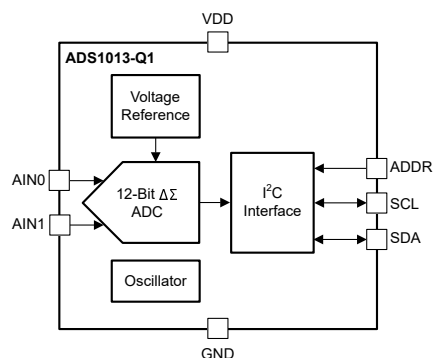 VDD
ADS1013-Q1
Voltage
Reference
AIN0
AIN1
12-Bit ΔΣ
ADC
I²C
Interface
ADDR
SCL
SDA
Oscillator
GND